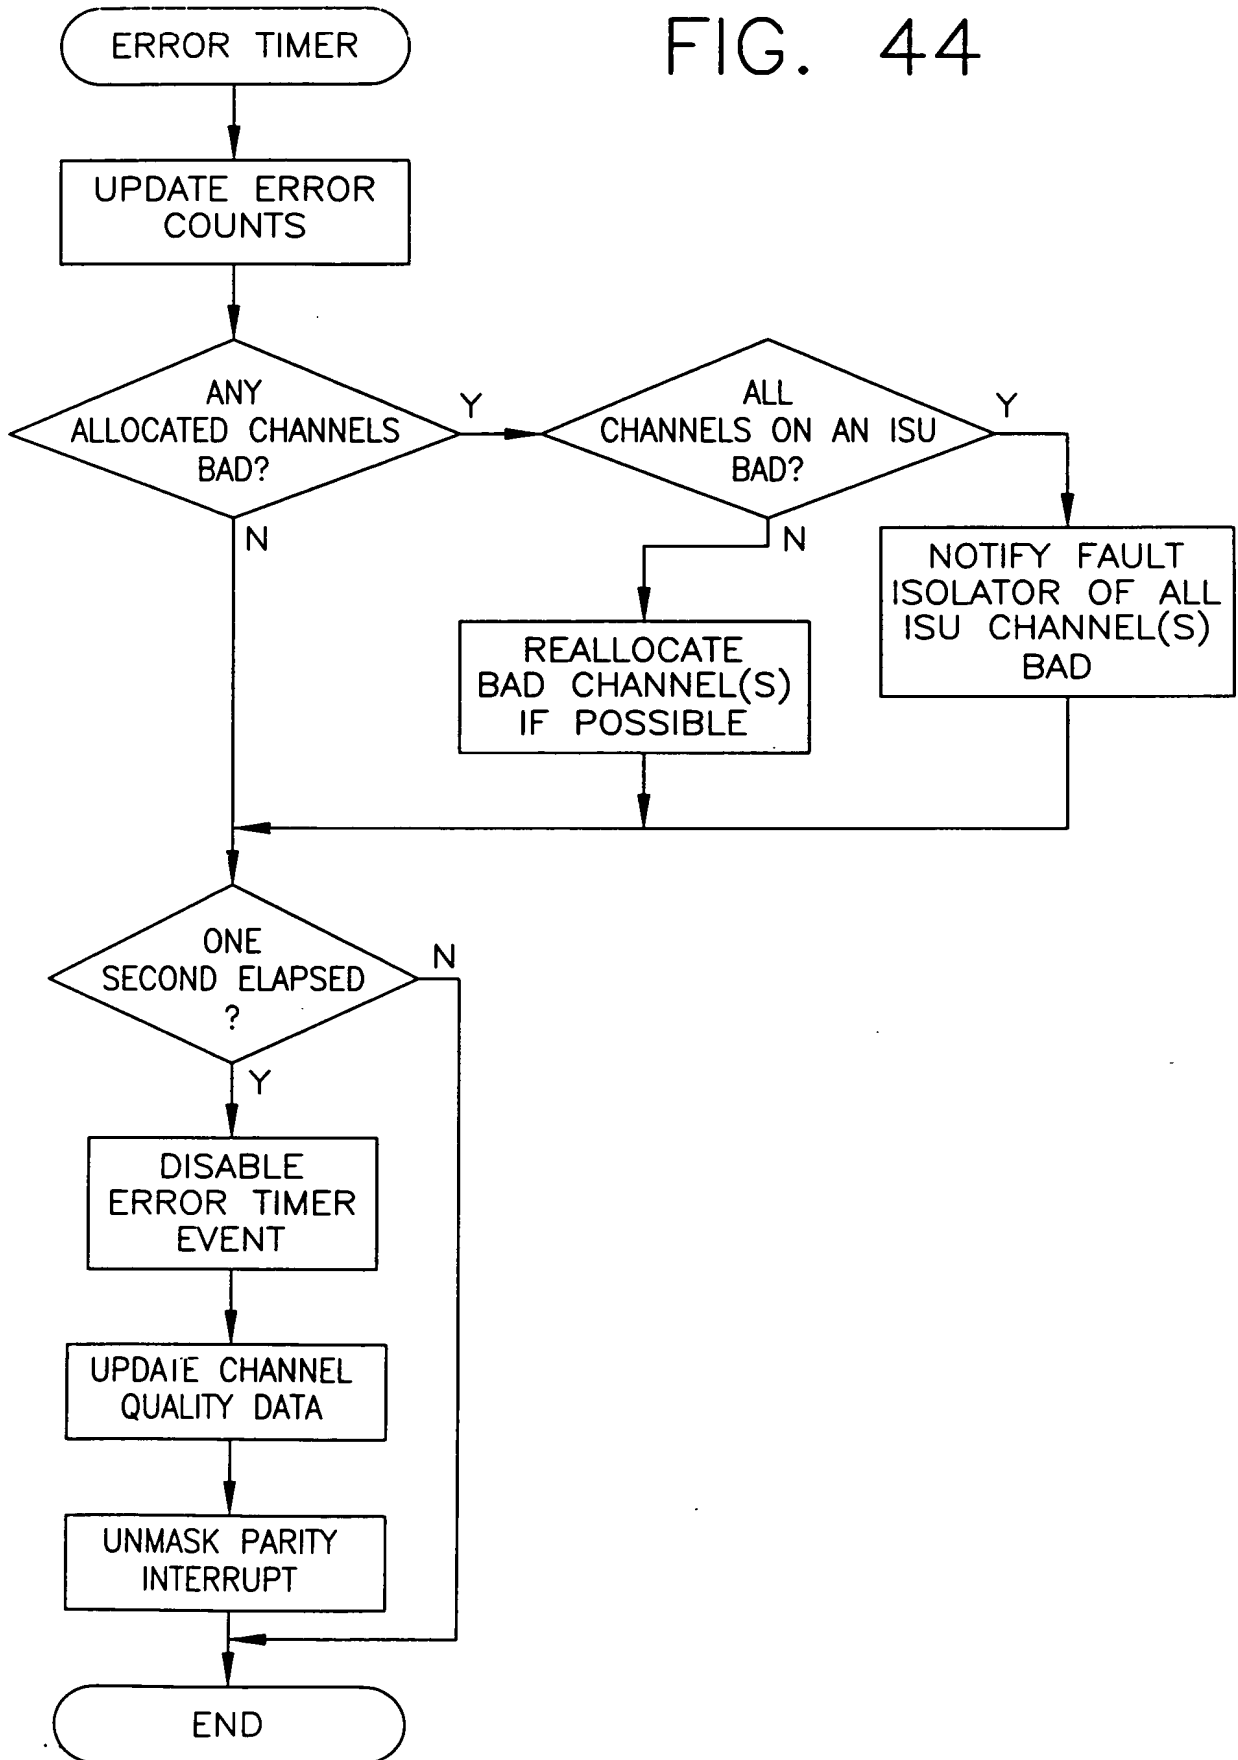 FIG. 44
ERROR TIMER
UPDATE ERROR
COUNTS
ANY
ALLOCATED CHANNELS
BAD?
Y
N
ALL
CHANNELS ON AN ISU
BAD?
Y
N
NOTIFY FAULT
ISOLATOR OF ALL
ISU CHANNEL(S)
BAD
REALLOCATE
BAD CHANNEL(S)
IF POSSIBLE
ONE
SECOND ELAPSED
?
N
Y
DISABLE
ERROR TIMER
EVENT
UPDATE CHANNEL
QUALITY DATA
UNMASK PARITY
INTERRUPT
END